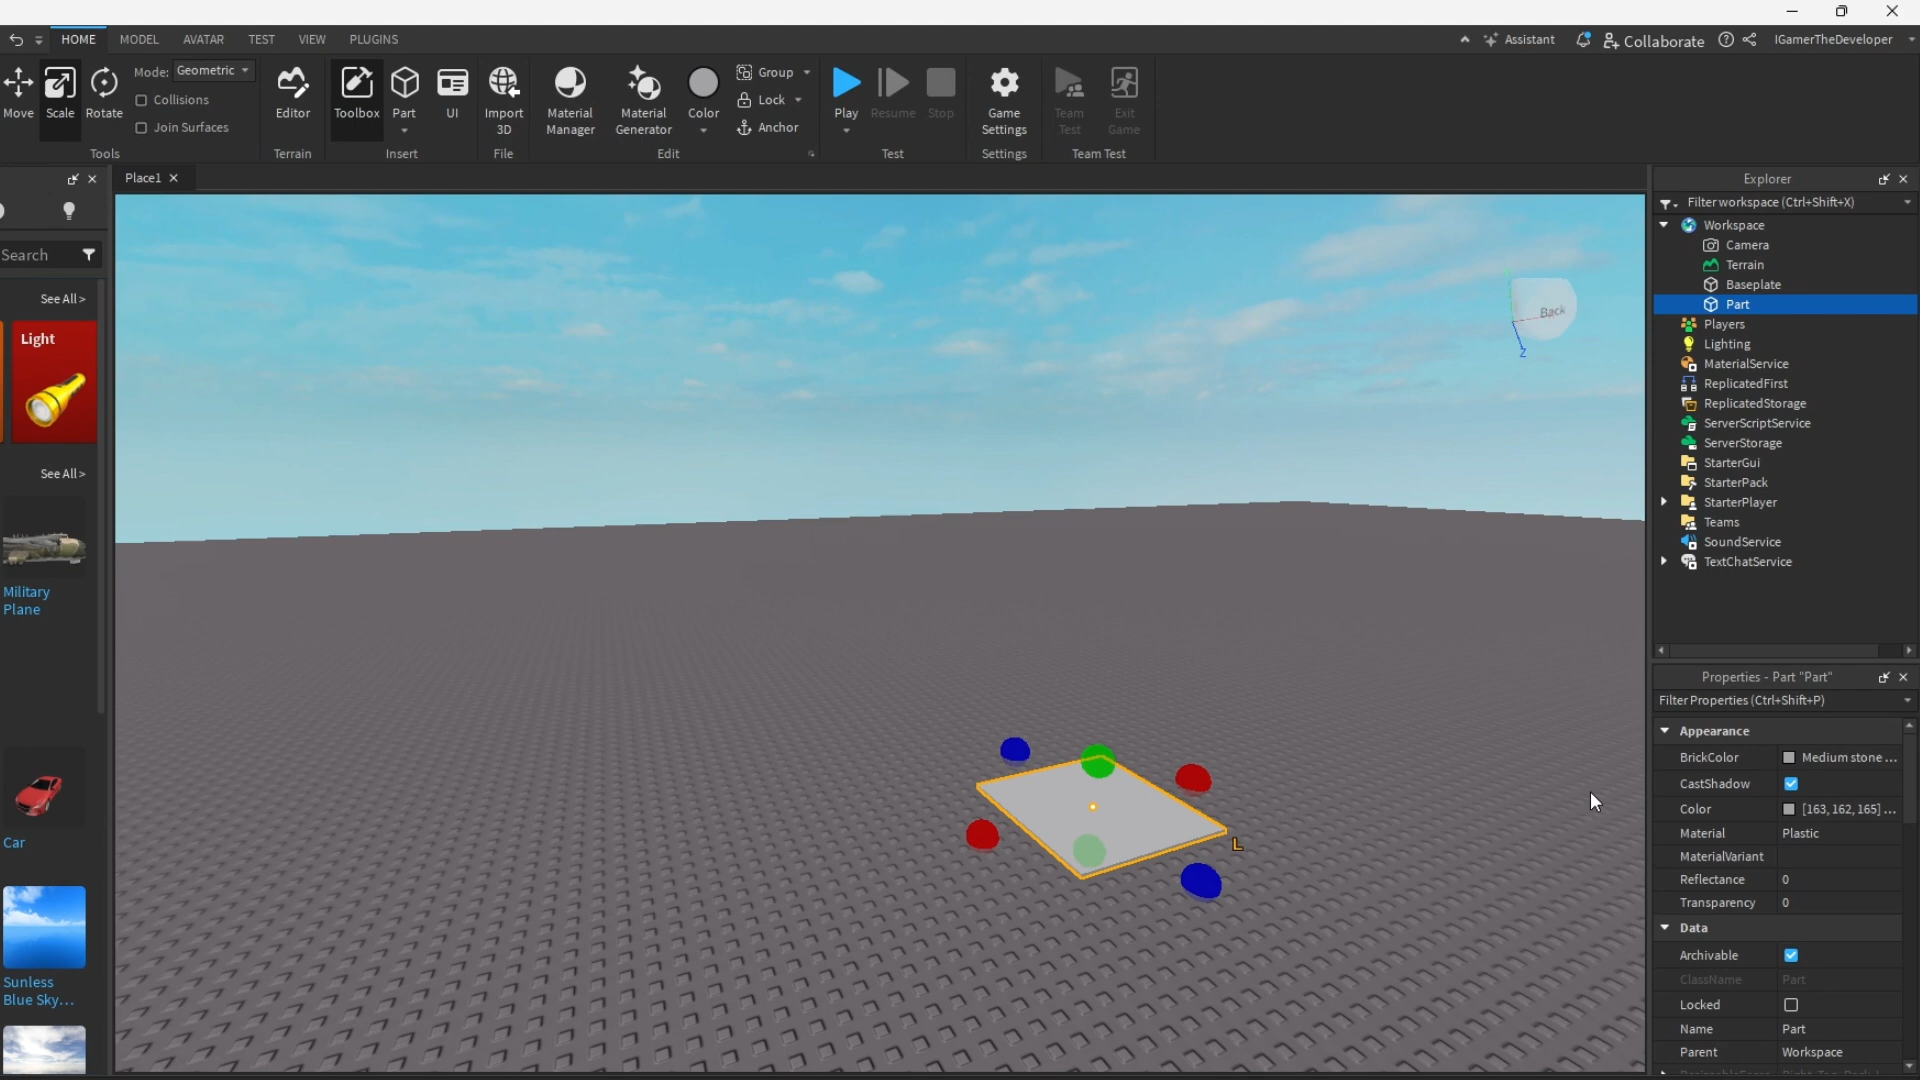 HOME MODEL AVATAR TEST VIEW PLUGINS Assistant Collaborate IGamerTheDeveloper
Move Scale Rotate
Mode: Geometric
Collisions
Join Surfaces
Tools
Editor
Terrain
Toolbox Part UI
Insert
Import
3D
File
Material
Manager
Material
Generator
Color
Group
Lock
Anchor
Edit
Play Resume Stop
Test
Game
Settings
Settings
Team
Test
Exit
Game
Team Test
Place1
Search
See All >
Light
See All >
Military
Plane
Car
Sunless
Blue Sky...
Back
Z
L
Explorer
Filter workspace (Ctrl+Shift+X)
Workspace
Camera
Terrain
Baseplate
Part
Players
Lighting
MaterialService
ReplicatedFirst
ReplicatedStorage
ServerScriptService
ServerStorage
StarterGui
StarterPack
StarterPlayer
Teams
SoundService
TextChatService
Properties - Part "Part"
Filter Properties (Ctrl+Shift+P)
Appearance
BrickColor Medium stone ...
CastShadow
Color [163, 162, 165] ...
Material Plastic
MaterialVariant
Reflectance 0
Transparency 0
Data
Archivable
ClassName Part
Locked
Name Part
Parent Workspace